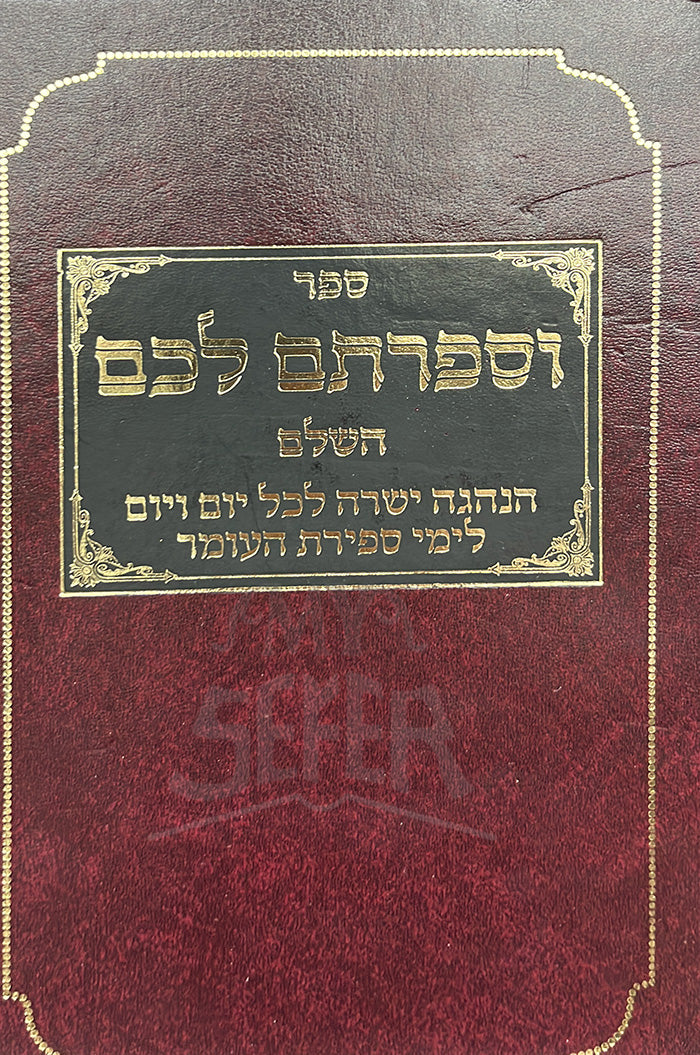 ספר
וספרתם לכם
השלם
הנהגה ישרה לכל יום ויום
לימי ספירת העומר
SEFER